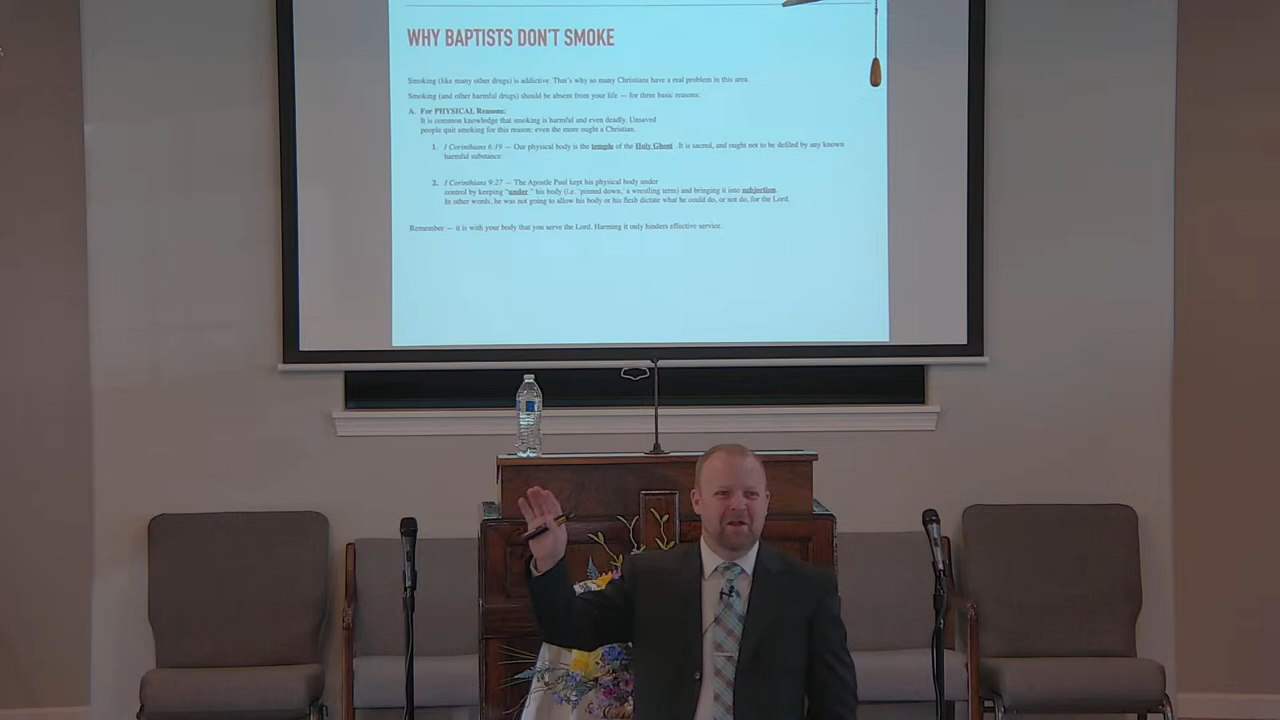 WHY BAPTISTS DON'T SMOKE
Smoking (like many other drugs) is addictive. That's why so many Christians have a real problem in this area.
Smoking (and other harmful drugs) should be absent from your life — for three basic reasons:
A. For PHYSICAL Reasons:
It is common knowledge that smoking is harmful and even deadly. Unsaved
people quit smoking for this reason; even the more ought a Christian.
1. I Corinthians 6:19 — Our physical body is the temple of the Holy Ghost . It is sacred, and ought not to be defiled by any known
harmful substance.
2. I Corinthians 9:27 — The Apostle Paul kept his physical body under
control by keeping "under " his body (i.e. 'pinned down,' a wrestling term) and bringing it into subjection.
In other words, he was not going to allow his body or his flesh dictate what he could do, or not do, for the Lord.
Remember — it is with your body that you serve the Lord. Harming it only hinders effective service.